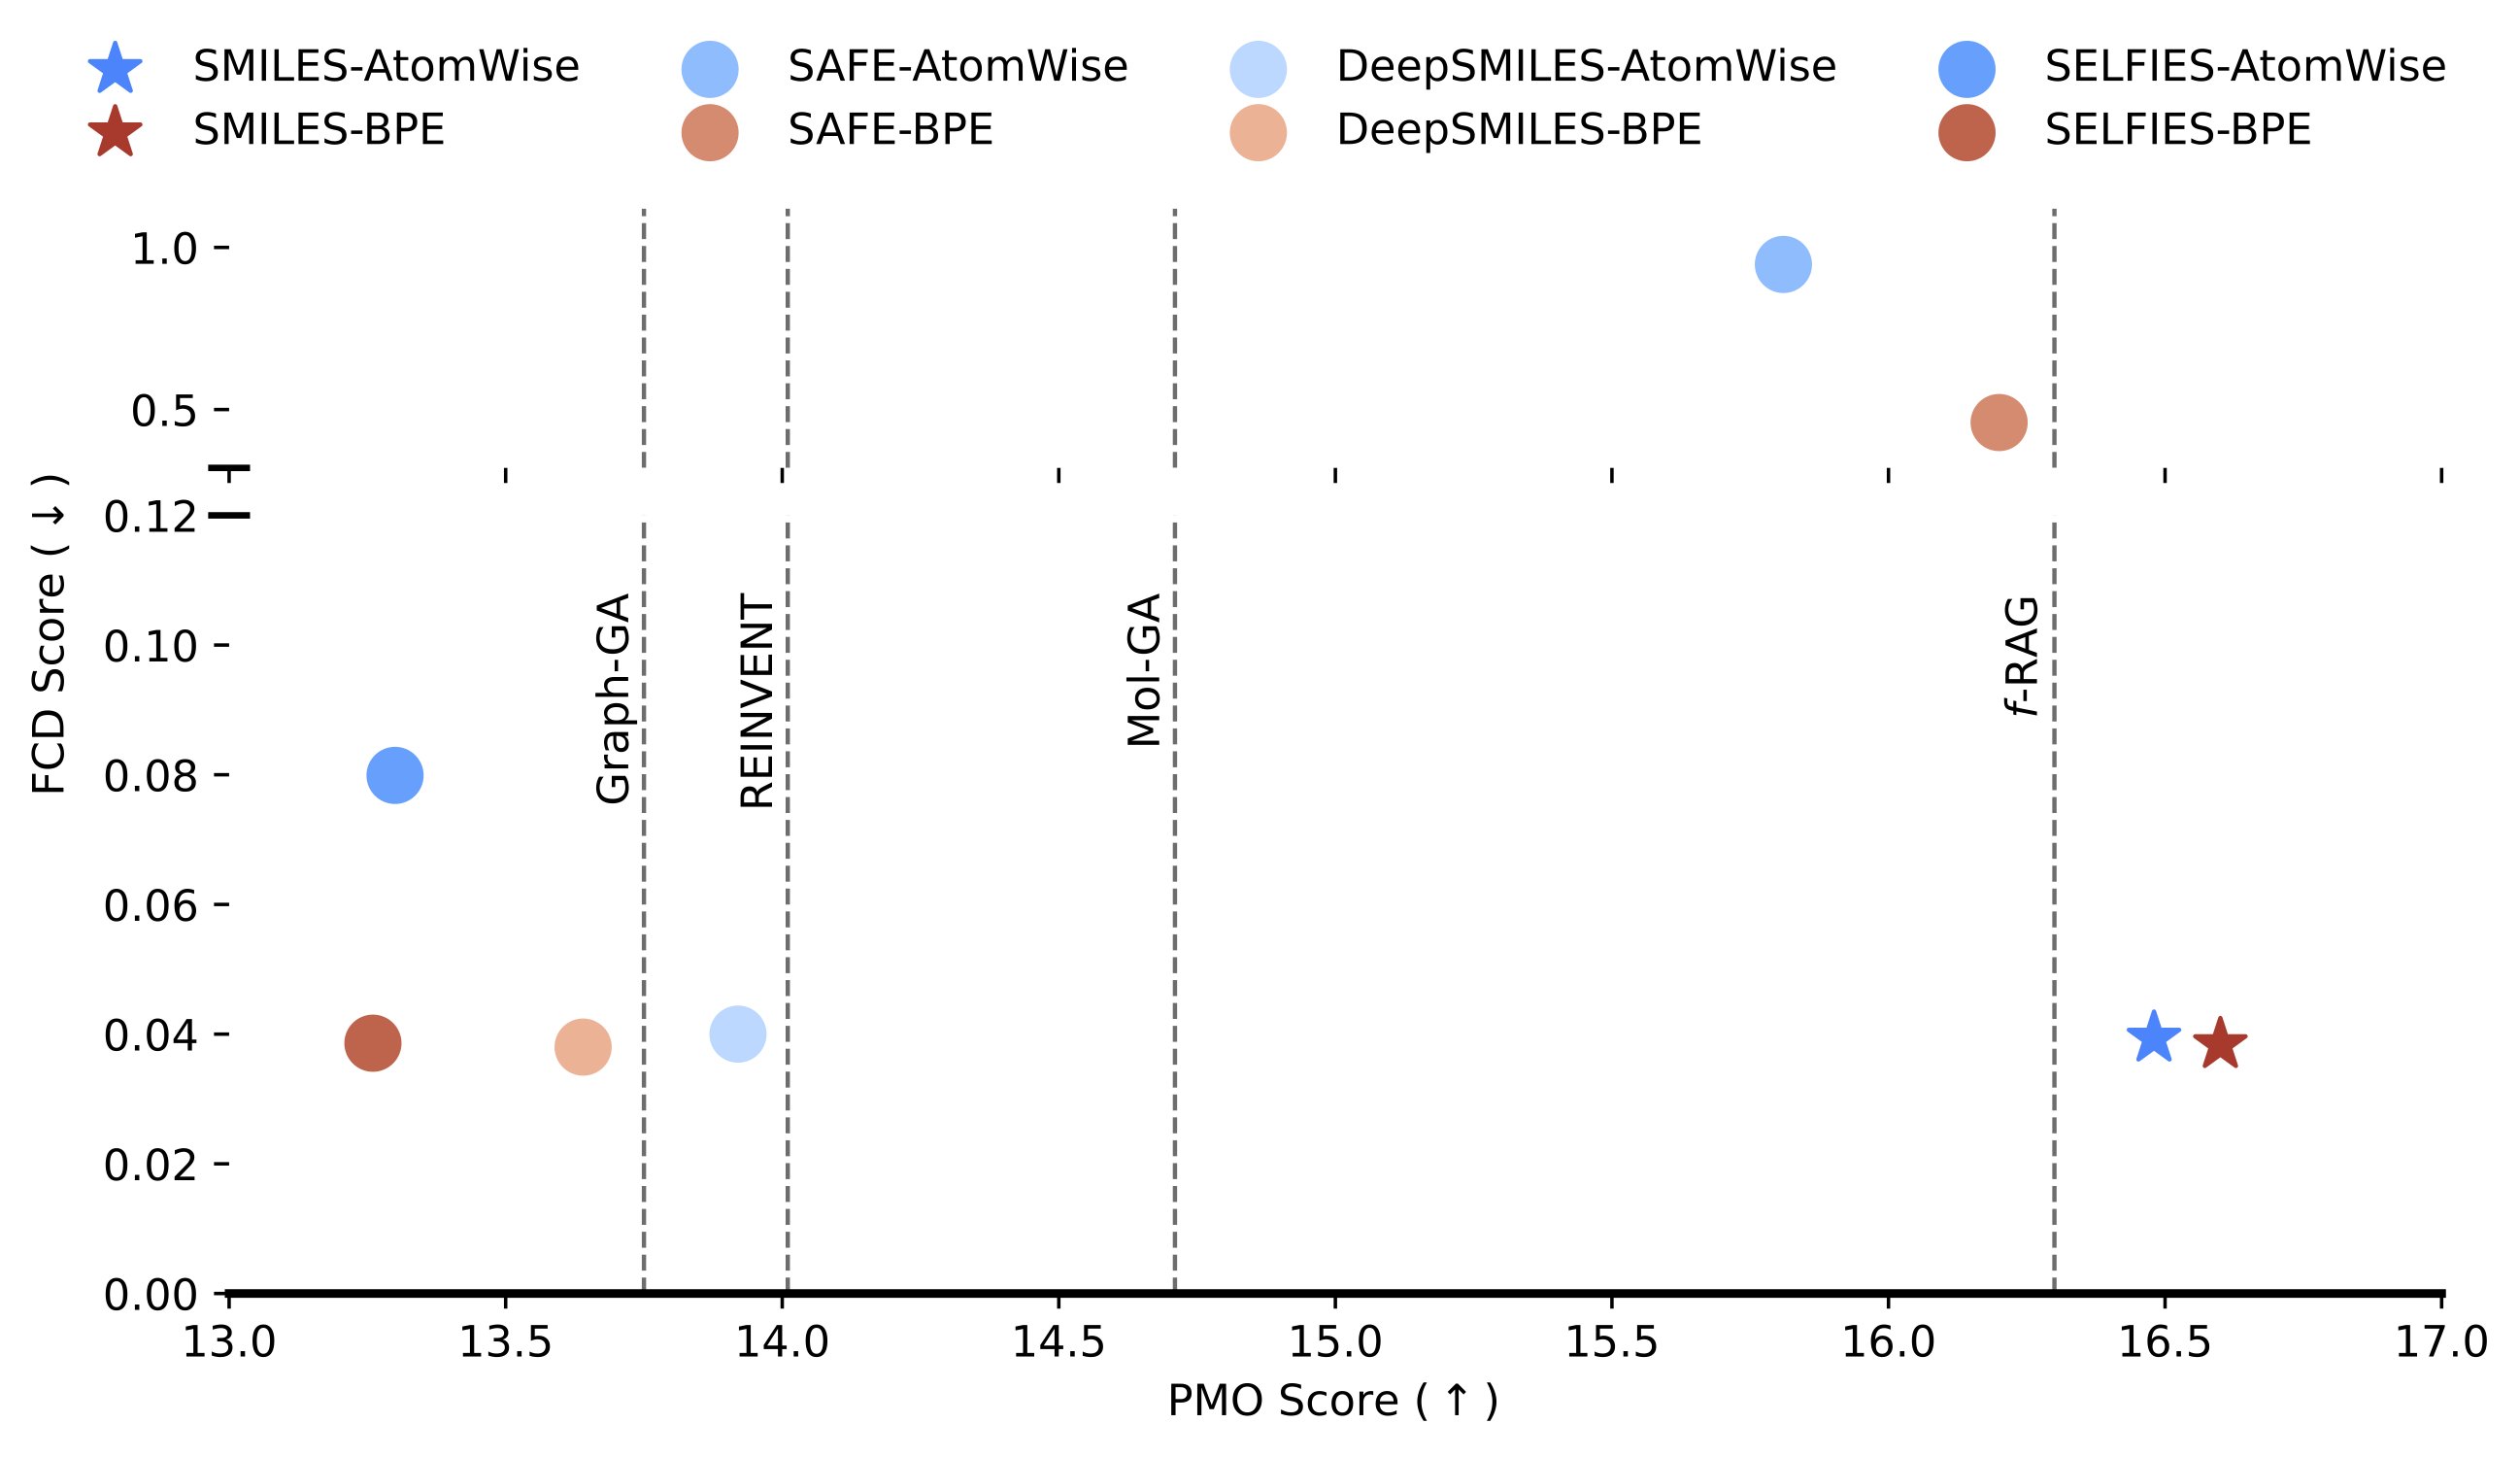 SMILES-AtomWise
SAFE-AtomWise
DeepSMILES-AtomWise
SELFIES-AtomWise
SMILES-BPE
SAFE-BPE
DeepSMILES-BPE
SELFIES-BPE
1.0
0.5
0.12
0.10
0.08
0.06
0.04
0.02
0.00
FCD Score ( ↓ )
Graph-GA
REINVENT
Mol-GA
f-RAG
13.0 13.5 14.0 14.5 15.0 15.5 16.0 16.5 17.0
PMO Score ( ↑ )